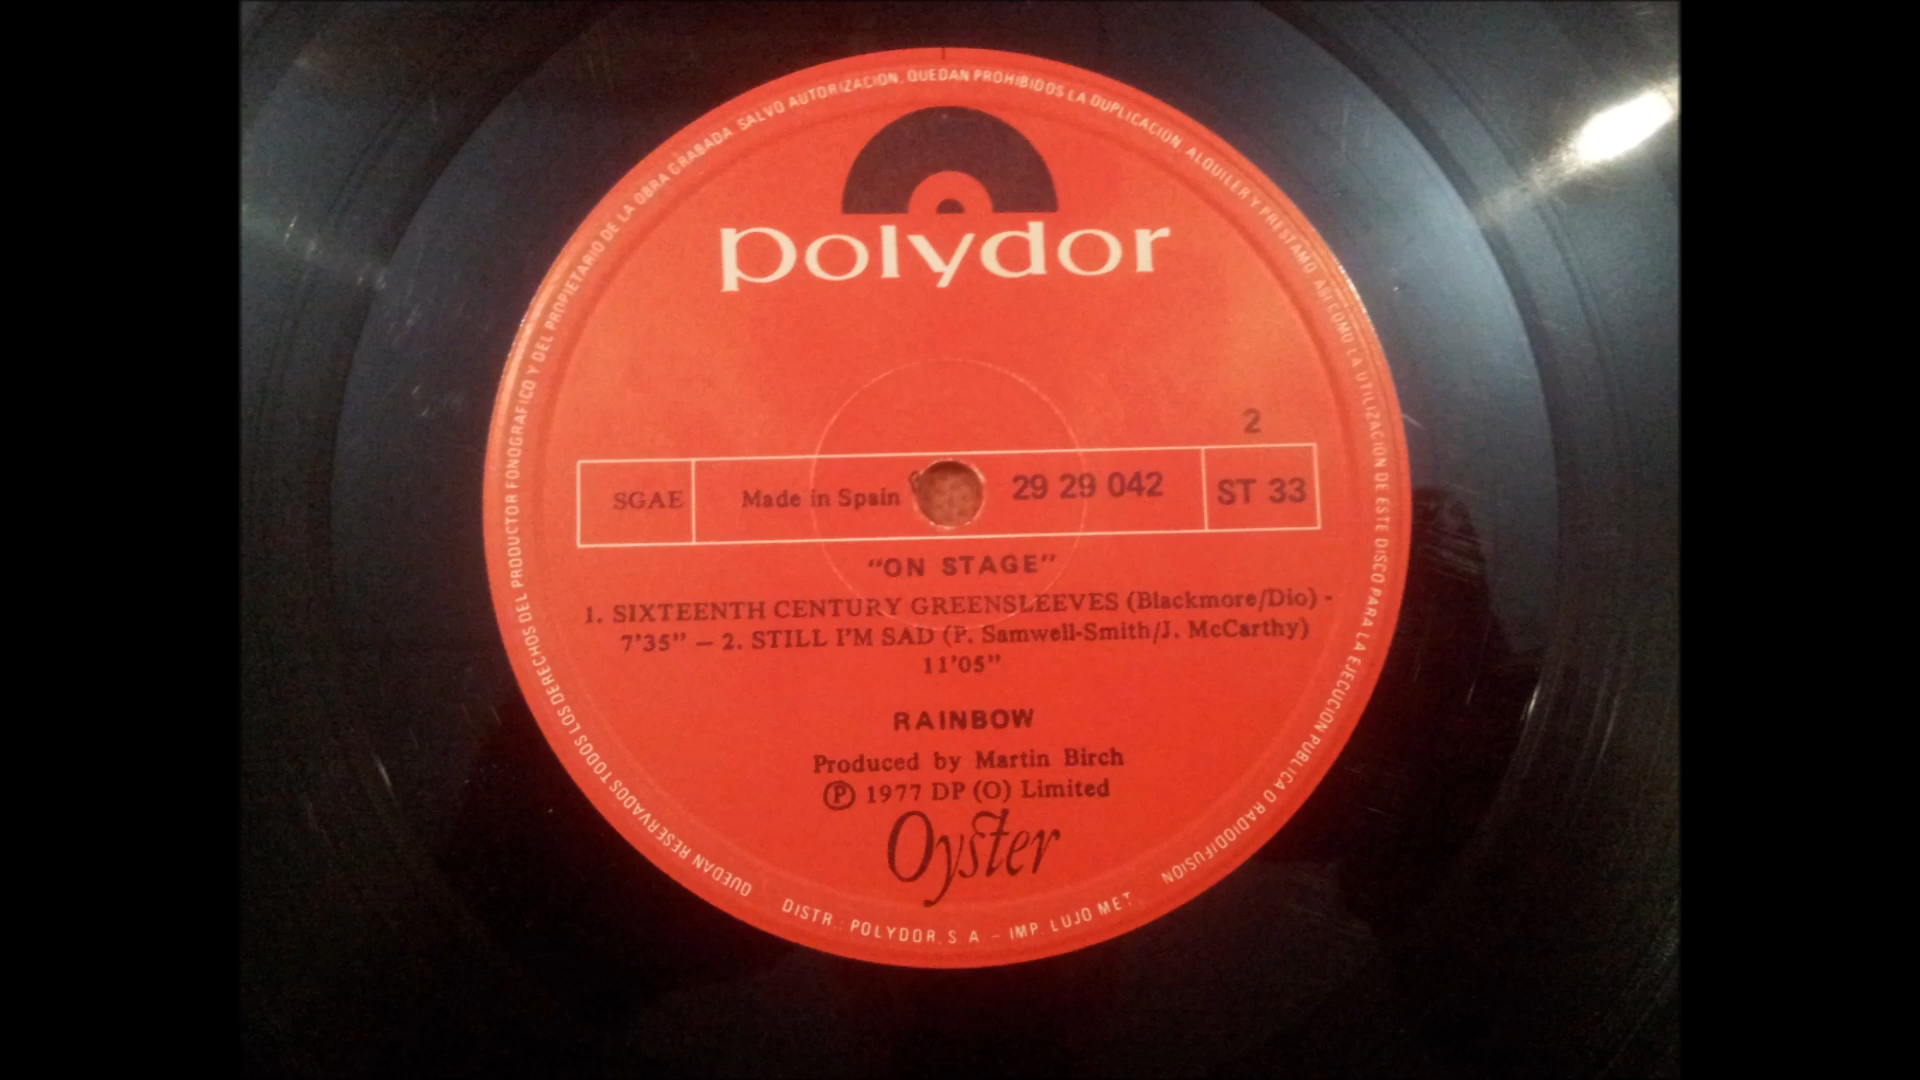 QUEDAN RESERVADOS TODOS LOS DERECHOS DEL PRODUCTOR FONOGRAFICO Y DEL PROPIETARIO DE LA OBRA GRABADA. SALVO AUTORIZACION, QUEDAN PROHIBIDOS LA DUPLICACION, ALQUILER Y PRESTAMO, ASI COMO LA UTILIZACION DE ESTE DISCO PARA LA EJECUCION PUBLICA O RADIODIFUSION
polydor
2
SGAE Made in Spain 29 29 042 ST 33
"ON STAGE"
1. SIXTEENTH CENTURY GREENSLEEVES (Blackmore/Dio) -
7'35" – 2. STILL I'M SAD (P. Samwell-Smith/J. McCarthy)
11'05"
RAINBOW
Produced by Martin Birch
Ⓟ 1977 DP (O) Limited
Oyster
DISTR.: POLYDOR, S. A. – IMP. LUJO MET.